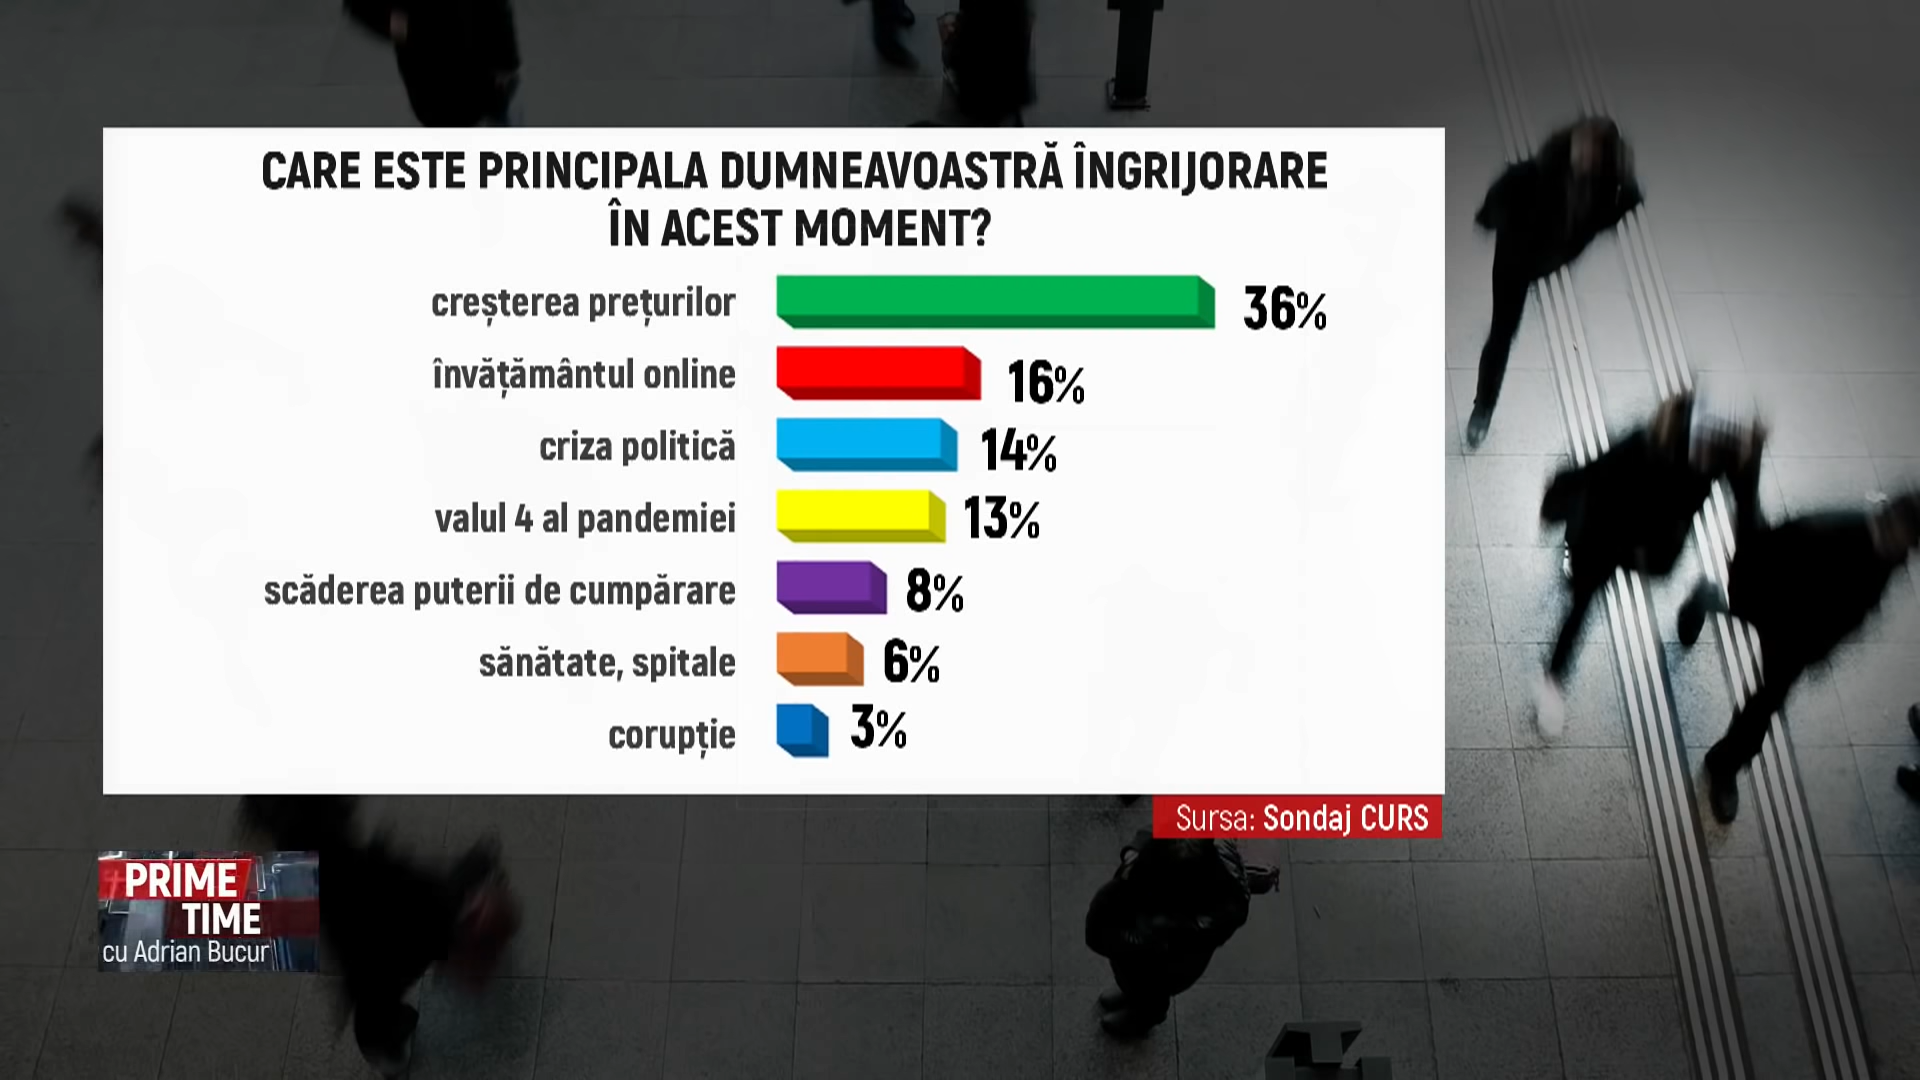 CARE ESTE PRINCIPALA DUMNEAVOASTRĂ ÎNGRIJORARE
ÎN ACEST MOMENT?
creșterea prețurilor 36%
învățământul online 16%
criza politică 14%
valul 4 al pandemiei 13%
scăderea puterii de cumpărare 8%
sănătate, spitale 6%
corupție 3%
Sursa: Sondaj CURS
PRIME
TIME
cu Adrian Bucur